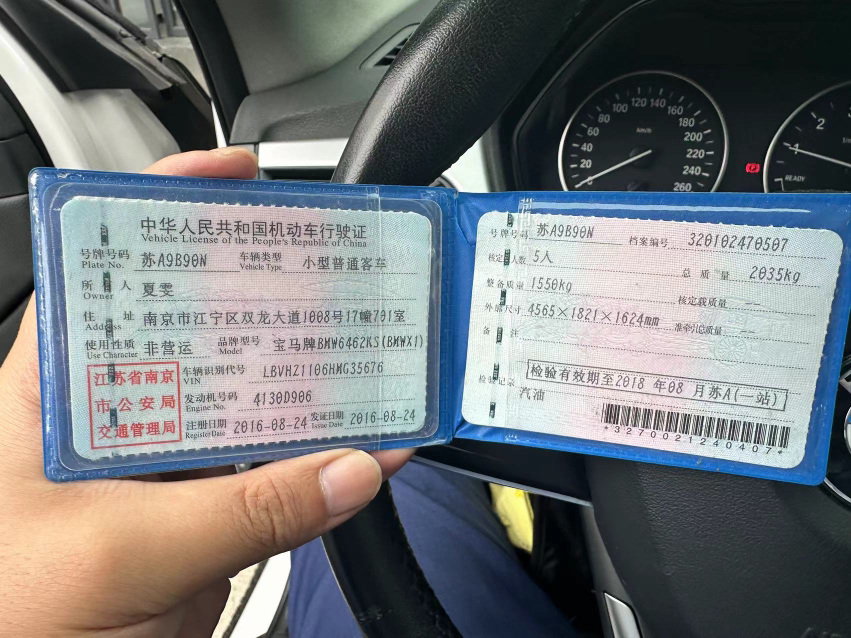 中华人民共和国机动车行驶证
Vehicle License of the People's Republic of China
号牌号码 苏A9B90N 车辆类型 小型普通客车
Plate No. Vehicle Type
所 有 人 夏雯
Owner
住 址 南京市江宁区双龙大道1008号17幢701室
Address
使用性质 非营运 品牌型号 宝马牌BMW6462KS(BMWX1)
Use Character Model
江苏省南京
市公安局
交通管理局
车辆识别代号 LBVHZ1106HMG35676
VIN
发动机号码 4130D906
Engine No.
注册日期 2016-08-24 发证日期 2016-08-24
Register Date Issue Date
号牌号码 苏A9B90N 档案编号 320102470507
核定人数 5人 总 质 量 2035kg
整备质量 1550kg 核定载质量 --
外廓尺寸 4565×1821×1624mm 准牵引总质量 --
备 注
检验有效期至2018 年08 月苏A(一站)
检验记录
汽油
*3270021240407*
0 20 40 60 80 100 120 140 160 180 200 220 240 260
km/h
READY
1 2